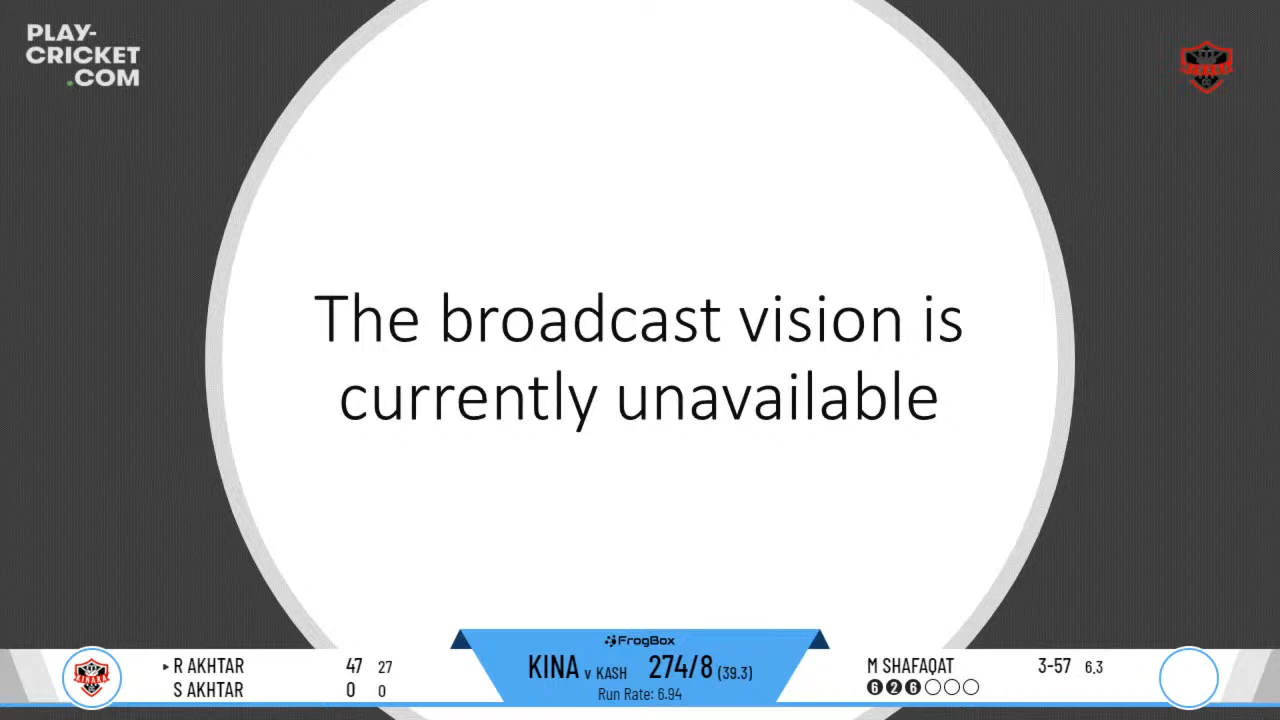 PLAY-
CRICKET
.COM
The broadcast vision is
currently unavailable
FrogBox
R AKHTAR 47 27
S AKHTAR 0 0
KINA v KASH 274/8 (39.3)
Run Rate: 6.94
M SHAFAQAT 3-57 6.3
6 2 6